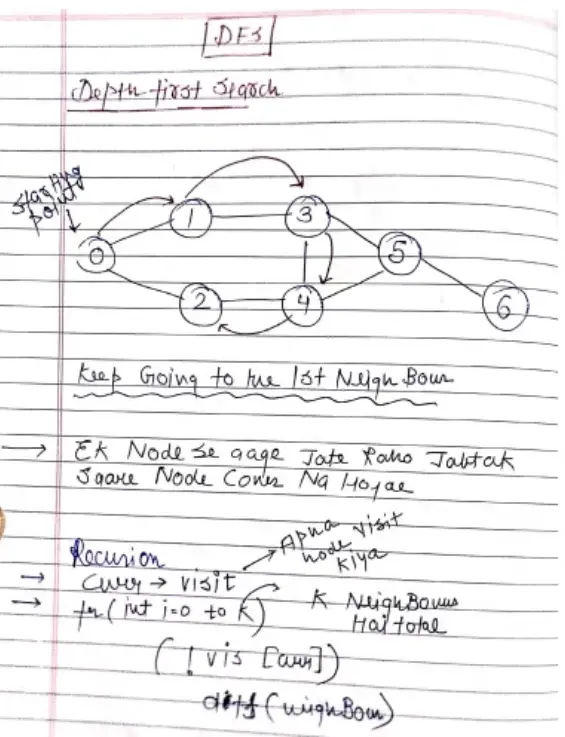 DFS
Depth-first Search
Starting
point
1
3
0
5
2
4
6
Keep Going to the 1st NeighBour
Ek Node se aage Jate Raho Jabtak
Saare Node Cover Na Hojae
Apna visit
node kiya
Recursion
curr → visit
for (int i=0 to k)
K NeighBours
Hai total
( ! vis [curr])
dfs (neighBour)